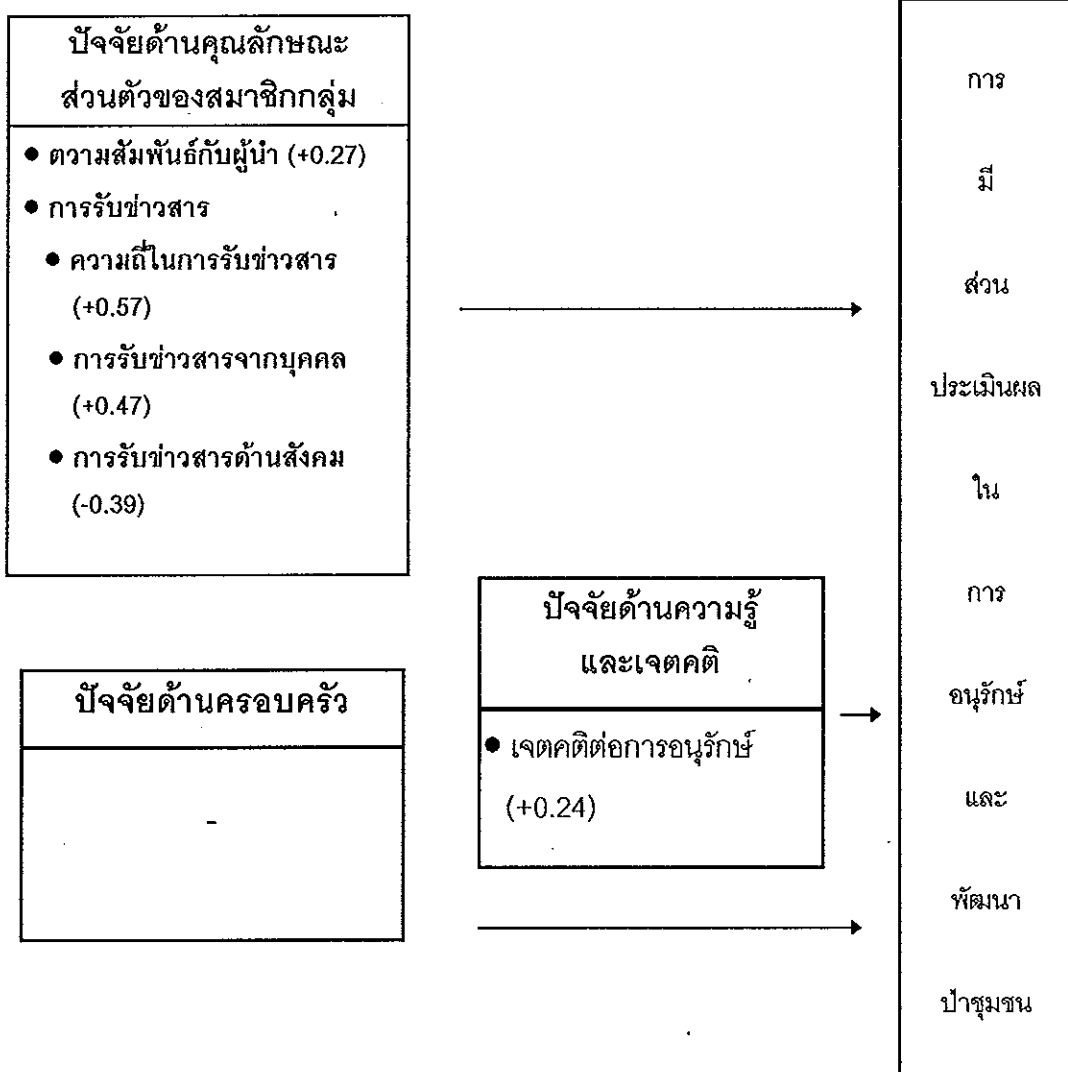 ปัจจัยด้านคุณลักษณะ
ส่วนตัวของสมาชิกกลุ่ม
● ตวามสัมพันธ์กับผู้นำ (+0.27)
● การรับข่าวสาร
● ความถี่ในการรับข่าวสาร
(+0.57)
● การรับข่าวสารจากบุคคล
(+0.47)
● การรับข่าวสารด้านสังคม
(-0.39)
ปัจจัยด้านครอบครัว
-
ปัจจัยด้านความรู้
และเจตคติ
● เจตคติต่อการอนุรักษ์
(+0.24)
การ
มี
ส่วน
ประเมินผล
ใน
การ
อนุรักษ์
และ
พัฒนา
ป่าชุมชน